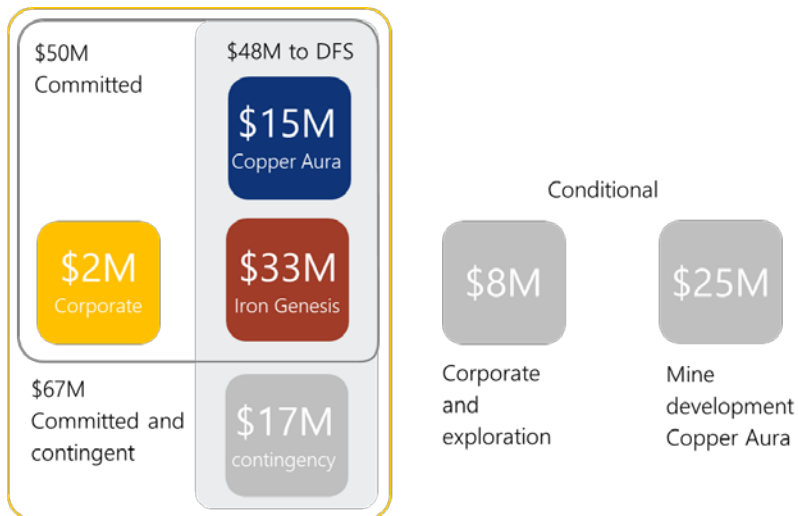 $50M
Committed
$48M to DFS
$15M
Copper Aura
$2M
Corporate
$33M
Iron Genesis
$67M
Committed and
contingent
$17M
contingency
Conditional
$8M
Corporate
and
exploration
$25M
Mine
development
Copper Aura